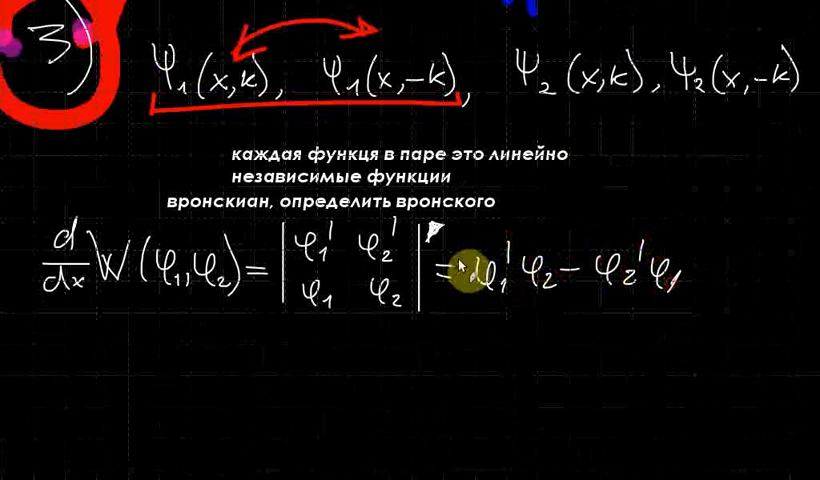 3) ψ₁(x,k), ψ₁(x,-k), ψ₂(x,k), ψ₂(x,-k)
каждая функця в паре это линейно
независимые функции
вронскиан, определить вронского
d/dx W(φ₁,φ₂) = | φ₁' φ₂' |' = φ₁'φ₂ - φ₂'φ₁
φ₁ φ₂